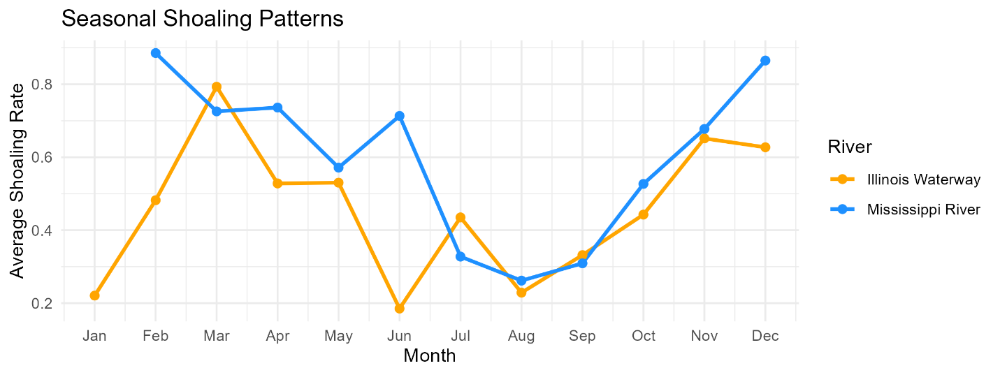 Seasonal Shoaling Patterns
Average Shoaling Rate
0.8
0.6
0.4
0.2
Jan Feb Mar Apr May Jun Jul Aug Sep Oct Nov Dec
Month
River
Illinois Waterway
Mississippi River